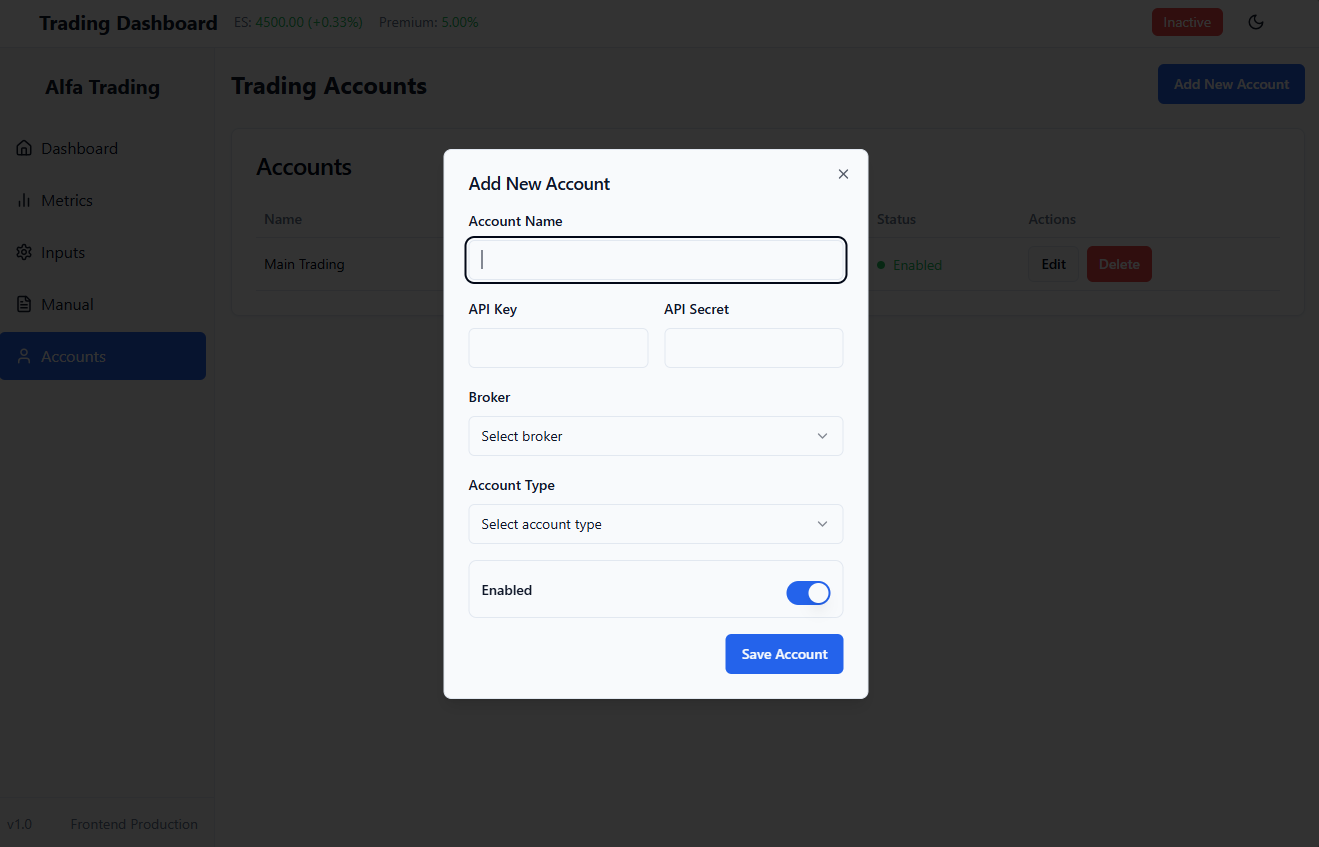 Trading Dashboard ES: 4500.00 (+0.33%) Premium: 5.00% Inactive
Alfa Trading
Trading Accounts Add New Account
Dashboard
Metrics
Inputs
Manual
Accounts
Accounts
Name Status Actions
Main Trading Enabled Edit Delete
Add New Account
Account Name
API Key API Secret
Broker
Select broker
Account Type
Select account type
Enabled
Save Account
v1.0 Frontend Production